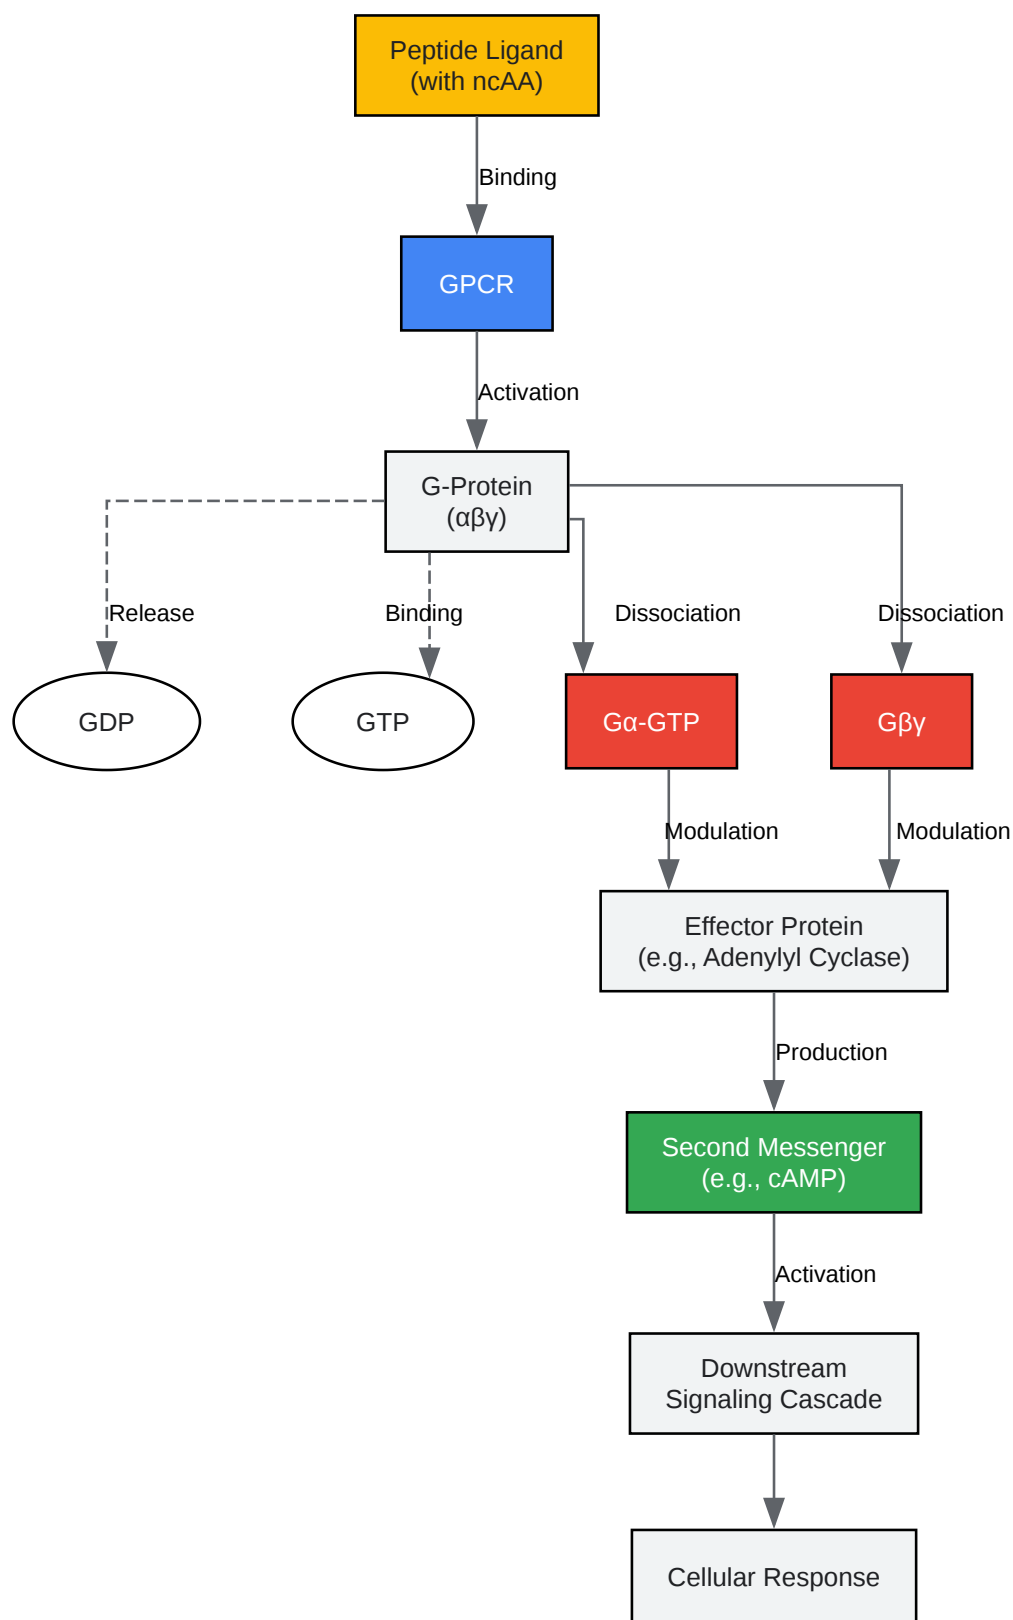 Peptide Ligand
(with ncAA)
Binding
GPCR
Activation
G-Protein
(αβγ)
Release
Binding
Dissociation
Dissociation
GDP
GTP
Gα-GTP
Gβγ
Modulation
Modulation
Effector Protein
(e.g., Adenylyl Cyclase)
Production
Second Messenger
(e.g., cAMP)
Activation
Downstream
Signaling Cascade
Cellular Response